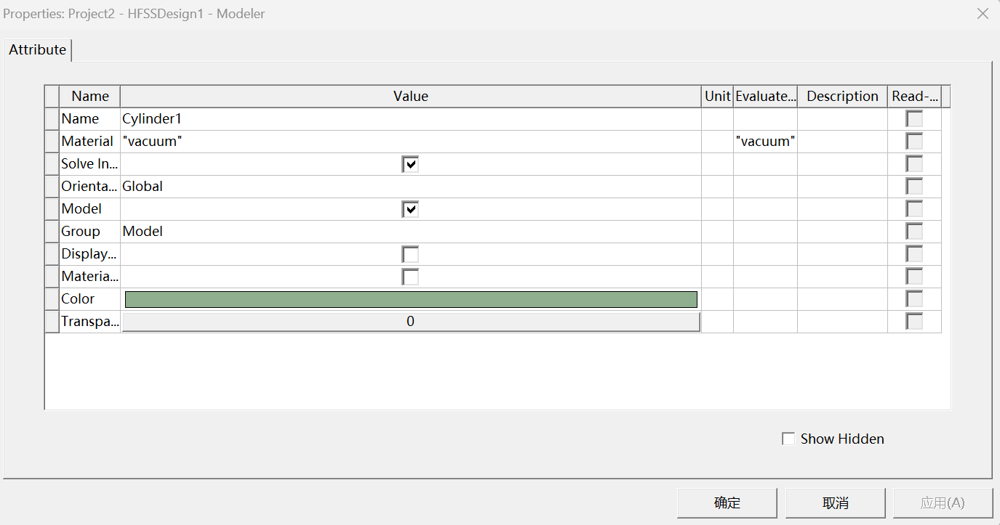 Properties: Project2 - HFSSDesign1 - Modeler
Attribute
Name Value Unit Evaluate... Description Read-...
Name Cylinder1
Material "vacuum" "vacuum"
Solve In...
Orienta... Global
Model
Group Model
Display...
Materia...
Color
Transpa... 0
Show Hidden
确定 取消 应用(A)